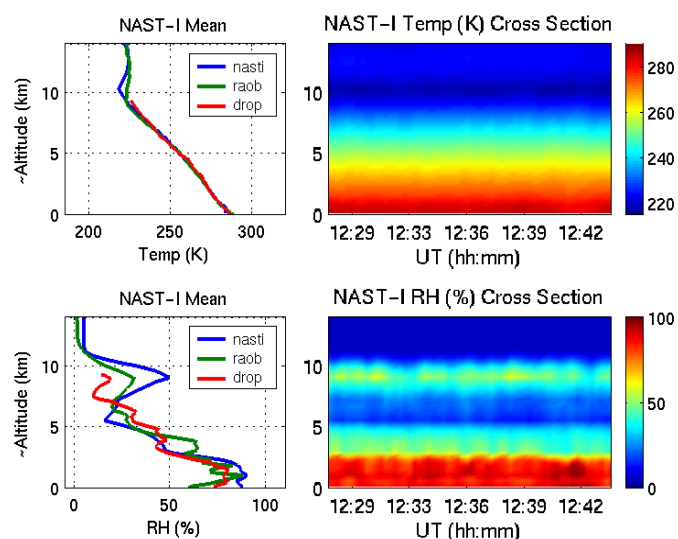 NAST-I Mean
~Altitude (km)
10
5
0
nasti
raob
drop
200
250
300
Temp (K)
NAST-I Temp (K) Cross Section
10
5
0
12:29
12:33
12:36
12:39
12:42
UT (hh:mm)
280
260
240
220
NAST-I Mean
~Altitude (km)
10
5
0
nasti
raob
drop
0
50
100
RH (%)
NAST-I RH (%) Cross Section
10
5
0
12:29
12:33
12:36
12:39
12:42
UT (hh:mm)
100
50
0